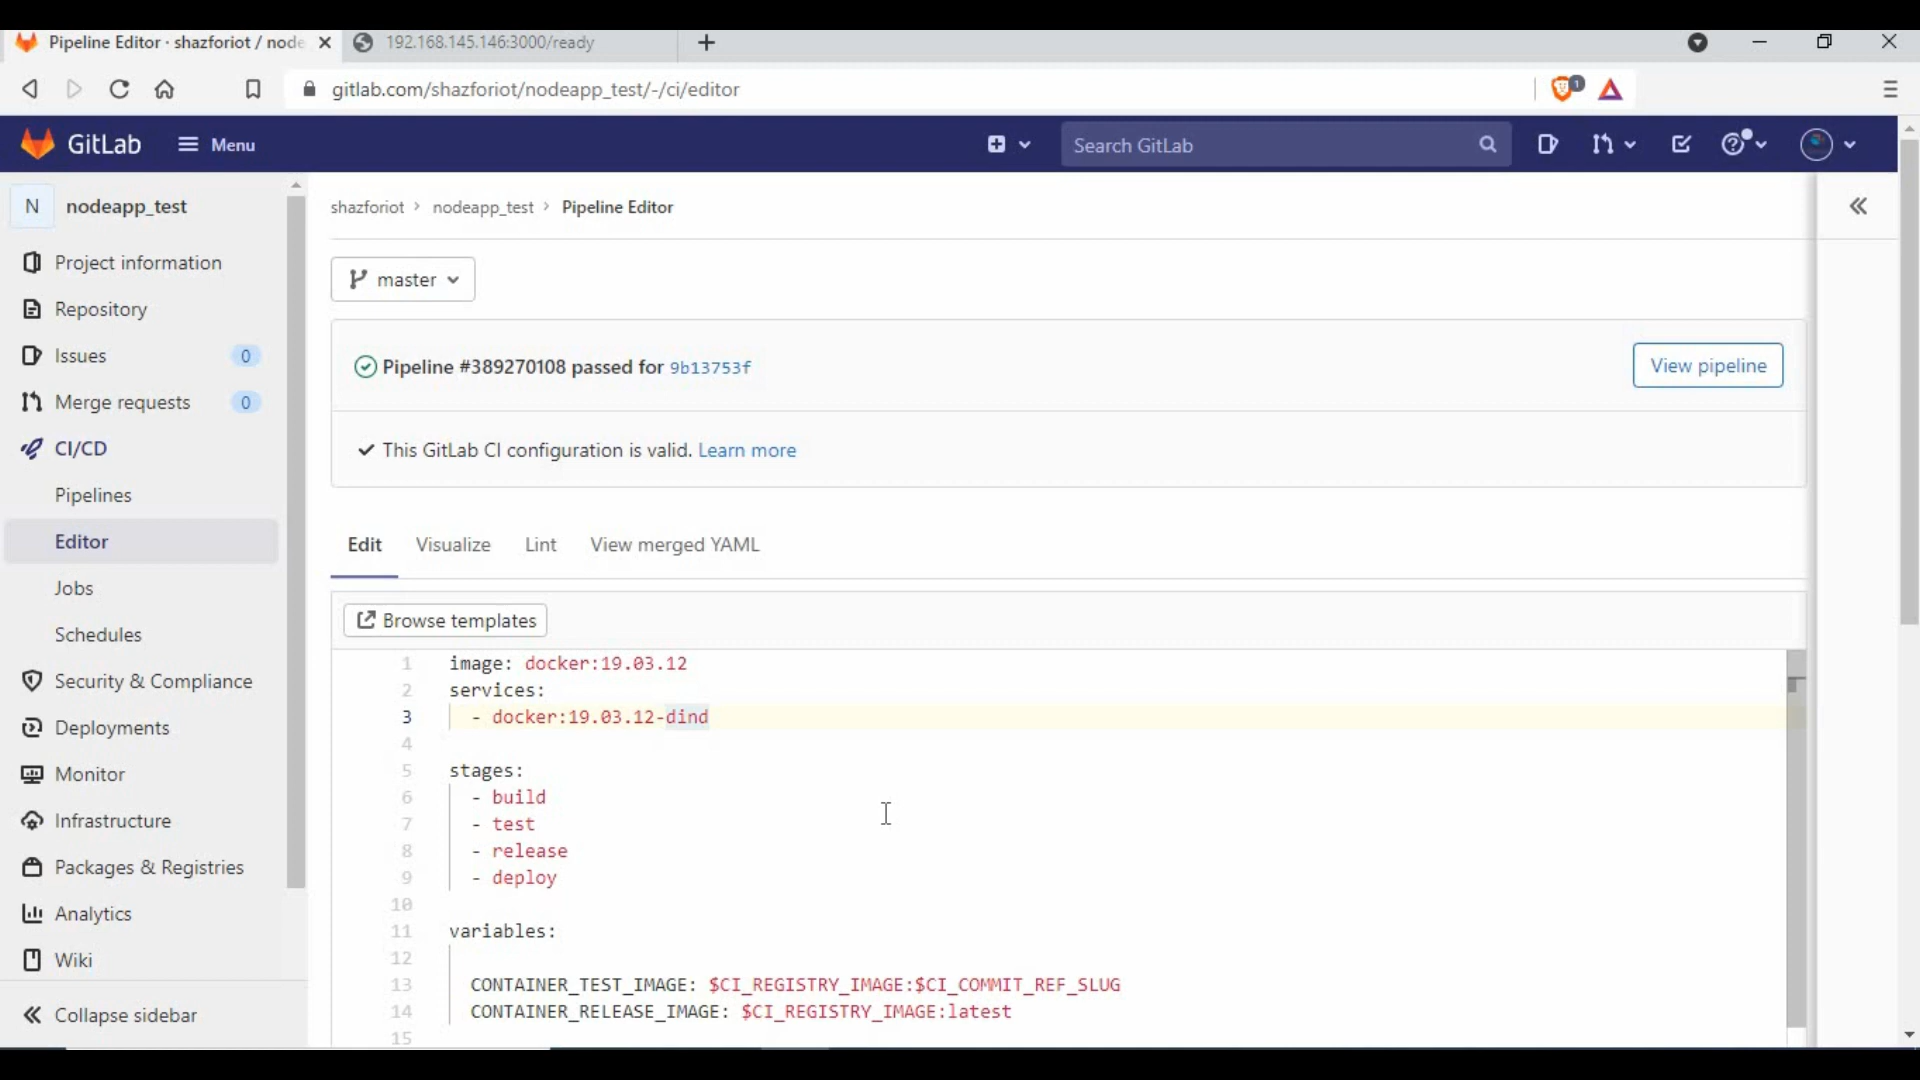 Pipeline Editor · shazforiot / node
192.168.145.146:3000/ready
gitlab.com/shazforiot/nodeapp_test/-/ci/editor
1
GitLab
Menu
Search GitLab
N nodeapp_test
Project information
Repository
Issues 0
Merge requests 0
CI/CD
Pipelines
Editor
Jobs
Schedules
Security & Compliance
Deployments
Monitor
Infrastructure
Packages & Registries
Analytics
Wiki
Collapse sidebar
shazforiot > nodeapp_test > Pipeline Editor
master
Pipeline #389270108 passed for 9b13753f
View pipeline
This GitLab CI configuration is valid. Learn more
Edit Visualize Lint View merged YAML
Browse templates
1 image: docker:19.03.12
2 services:
3 - docker:19.03.12-dind
4
5 stages:
6 - build
7 - test
8 - release
9 - deploy
10
11 variables:
12
13 CONTAINER_TEST_IMAGE: $CI_REGISTRY_IMAGE:$CI_COMMIT_REF_SLUG
14 CONTAINER_RELEASE_IMAGE: $CI_REGISTRY_IMAGE:latest
15